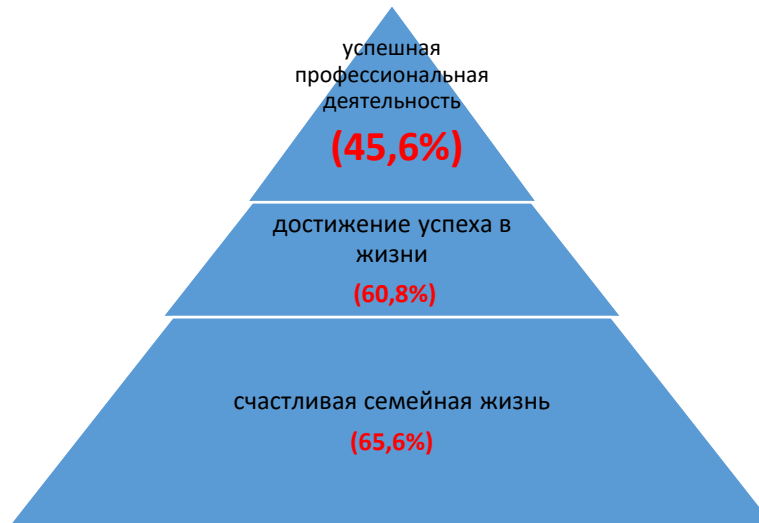 успешная
профессиональная
деятельность
(45,6%)
достижение успеха в
жизни
(60,8%)
счастливая семейная жизнь
(65,6%)